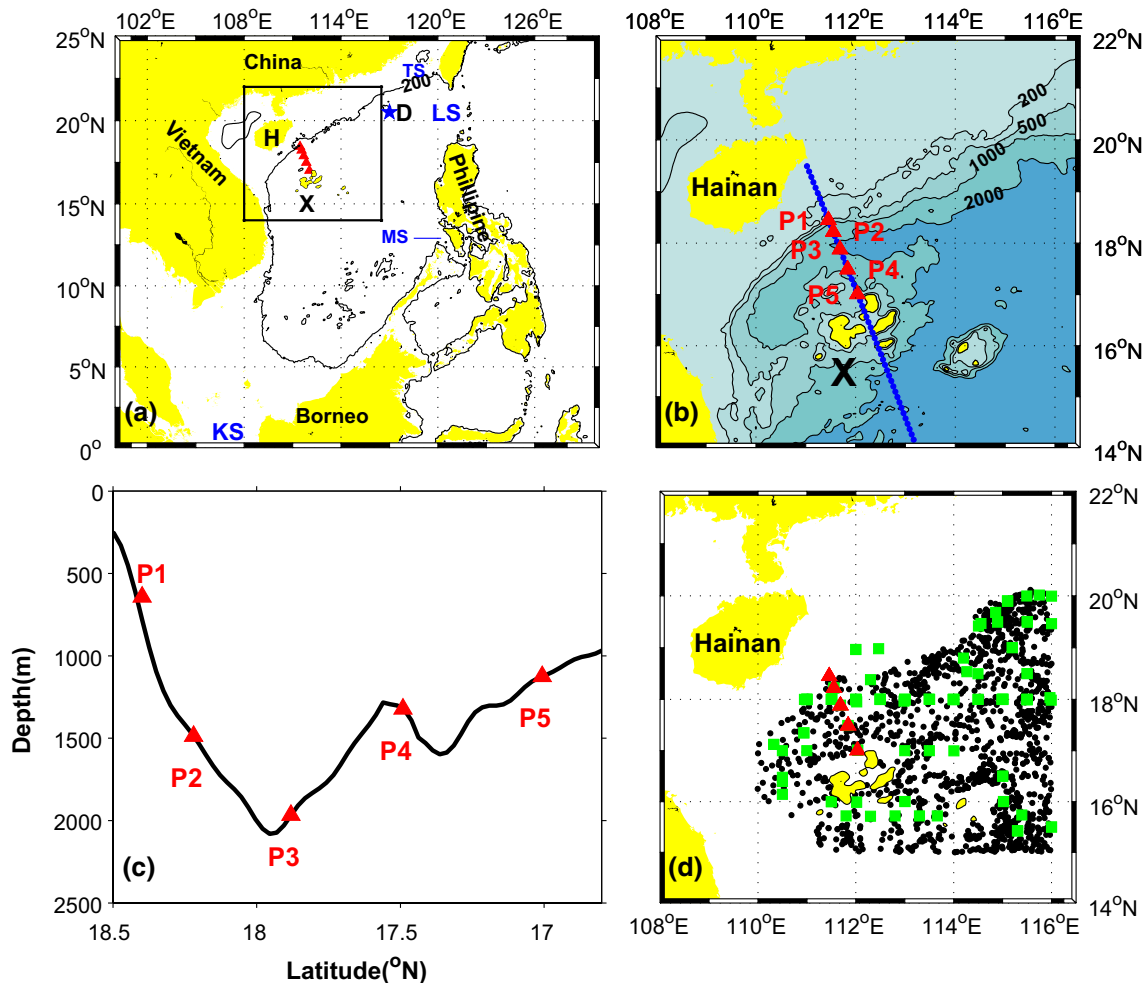 102°E 108°E 114°E 120°E 126°E
25°N
20°N
15°N
10°N
5°N
0°
China
TS
200
D
LS
H
Vietnam
X
Phillipine
MS
Borneo
KS
(a)
110°E 112°E 114°E 116°E
22°N
20°N
18°N
16°N
14°N
200
500
1000
2000
Hainan
P1
P2
P3
P4
P5
X
(b)
0
500
1000
1500
2000
2500
Depth(m)
P1
P2
P3
P4
P5
(c)
18.5 18 17.5 17
Latitude(°N)
22°N
20°N
18°N
16°N
14°N
Hainan
(d)
108°E 110°E 112°E 114°E 116°E